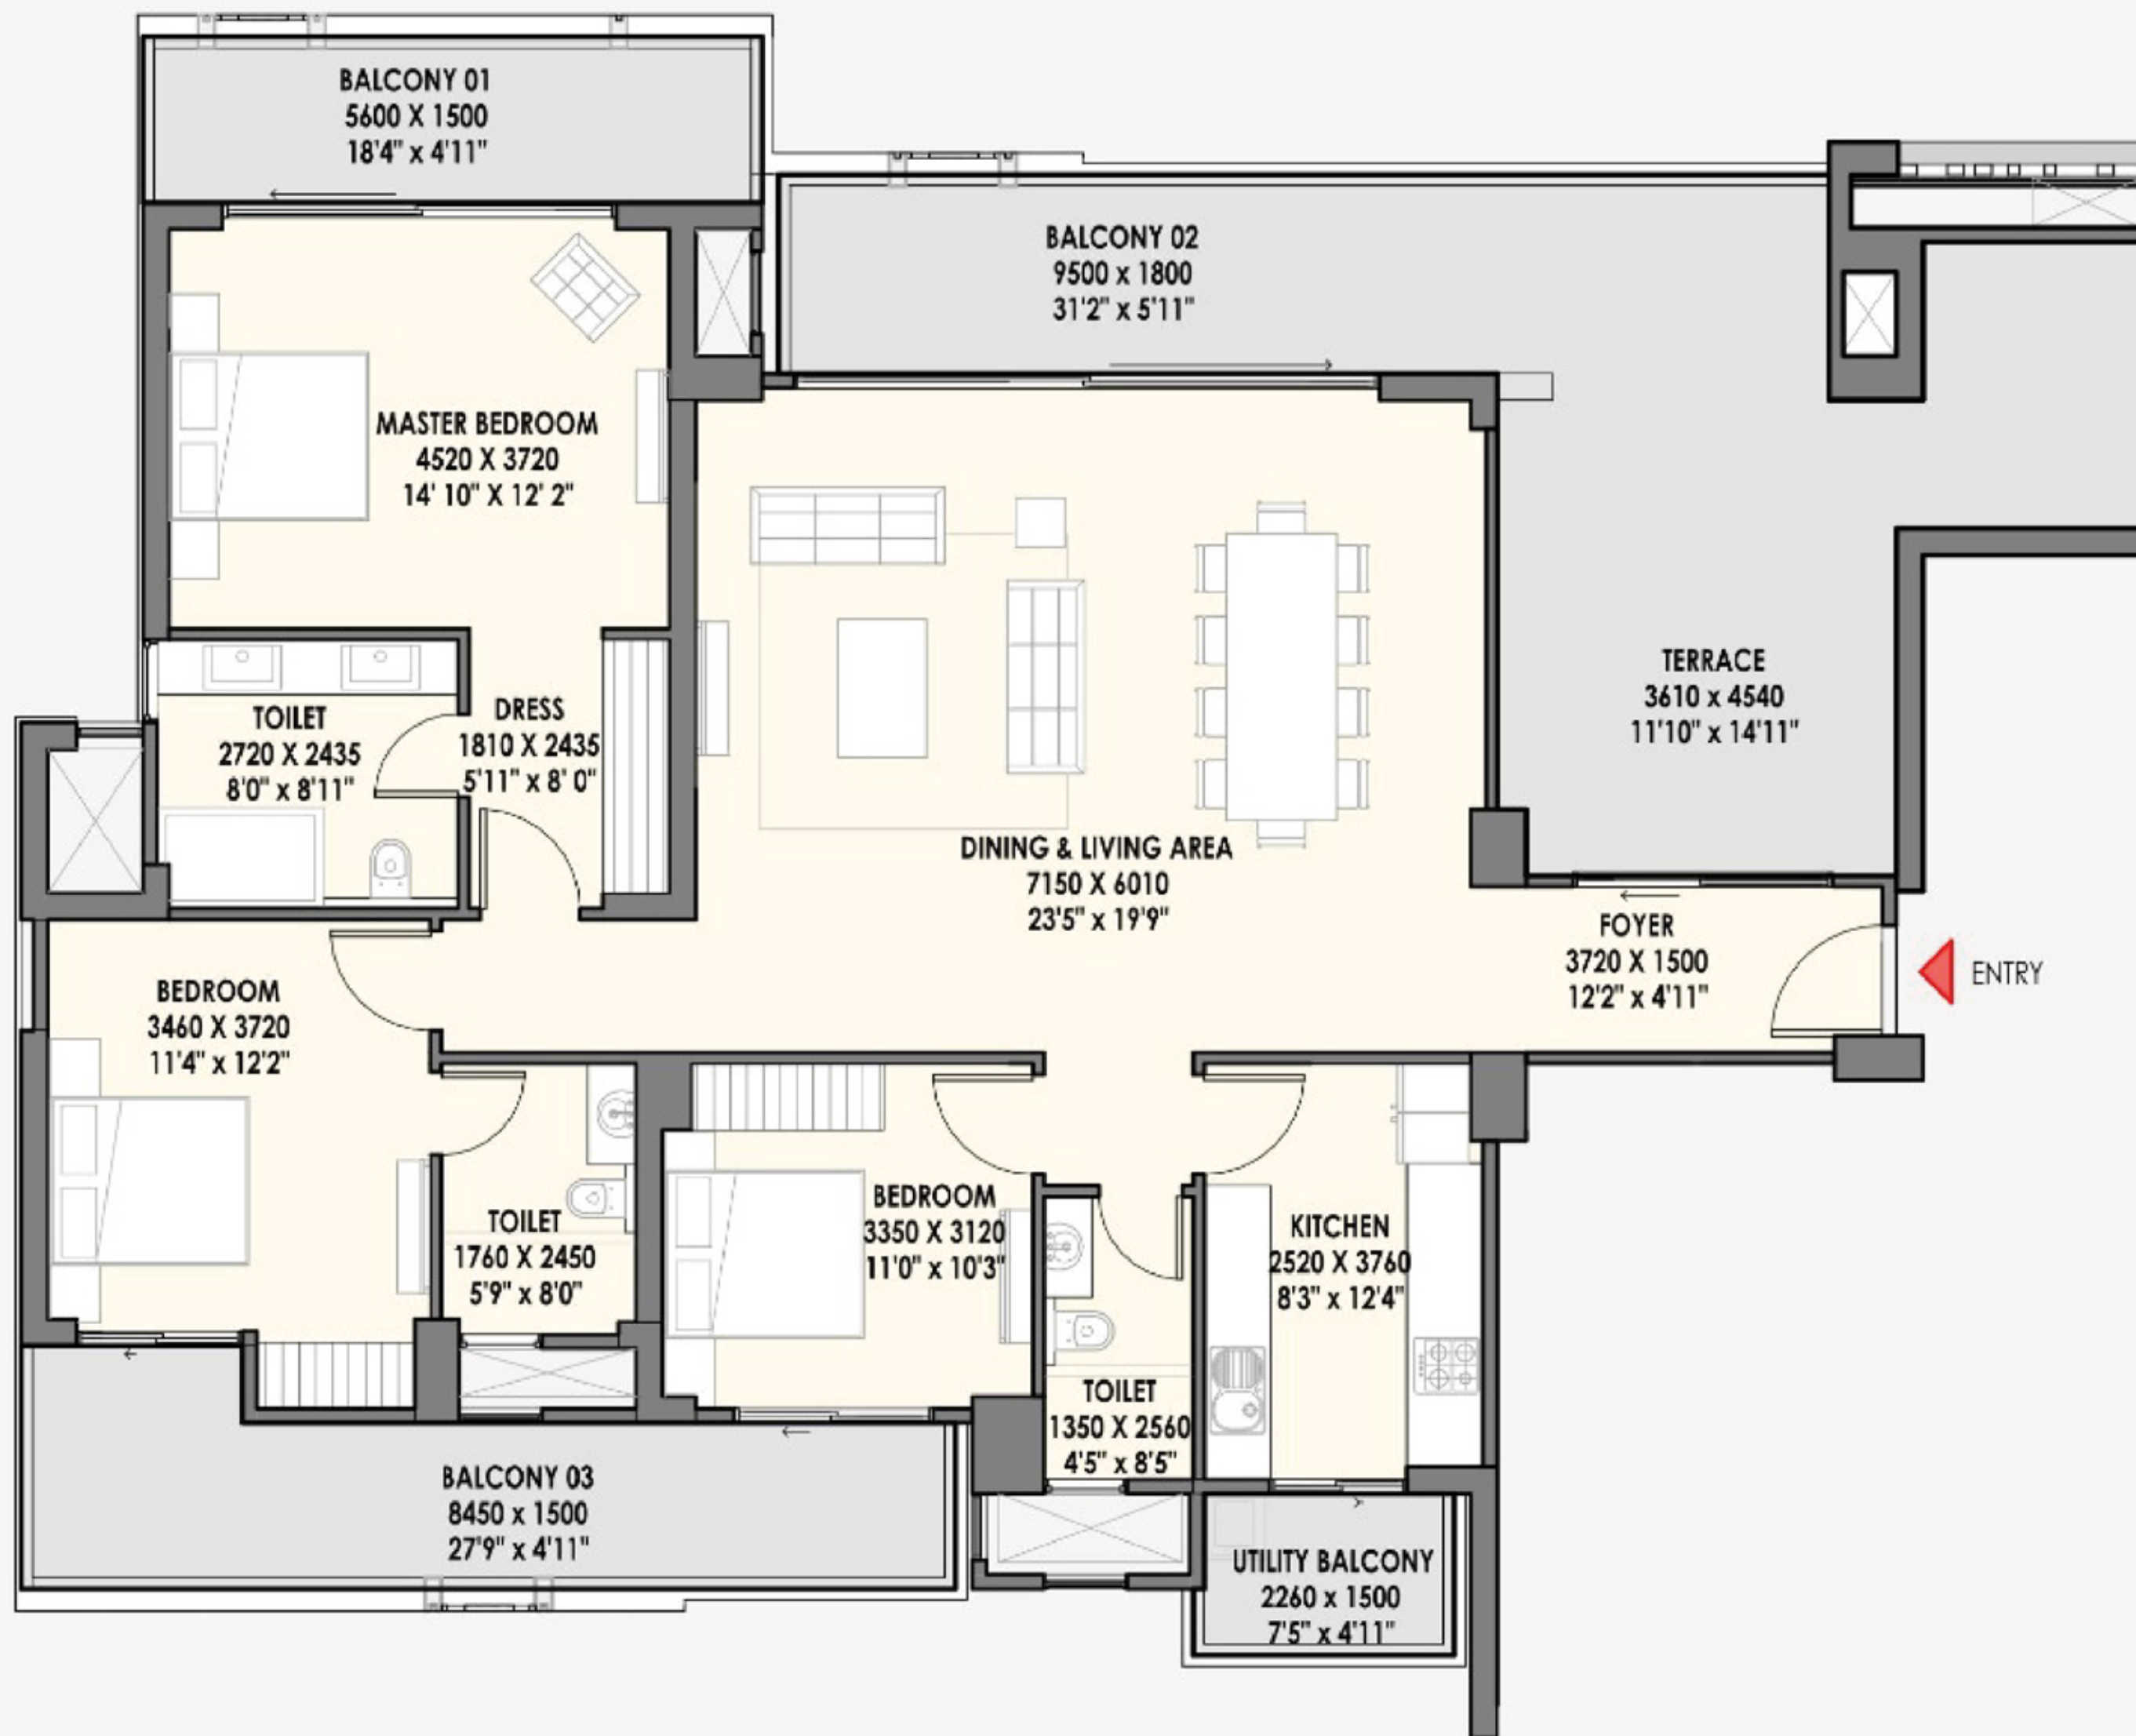 BALCONY 01
5600 X 1500
18'4" x 4'11"
BALCONY 02
9500 x 1800
31'2" x 5'11"
MASTER BEDROOM
4520 X 3720
14' 10" X 12' 2"
TERRACE
3610 x 4540
11'10" x 14'11"
TOILET
2720 X 2435
8'0" x 8'11"
DRESS
1810 X 2435
5'11" x 8' 0"
DINING & LIVING AREA
7150 X 6010
23'5" x 19'9"
FOYER
3720 X 1500
12'2" x 4'11"
ENTRY
BEDROOM
3460 X 3720
11'4" x 12'2"
TOILET
1760 X 2450
5'9" x 8'0"
BEDROOM
3350 X 3120
11'0" x 10'3"
KITCHEN
2520 X 3760
8'3" x 12'4"
TOILET
1350 X 2560
4'5" x 8'5"
BALCONY 03
8450 x 1500
27'9" x 4'11"
UTILITY BALCONY
2260 x 1500
7'5" x 4'11"